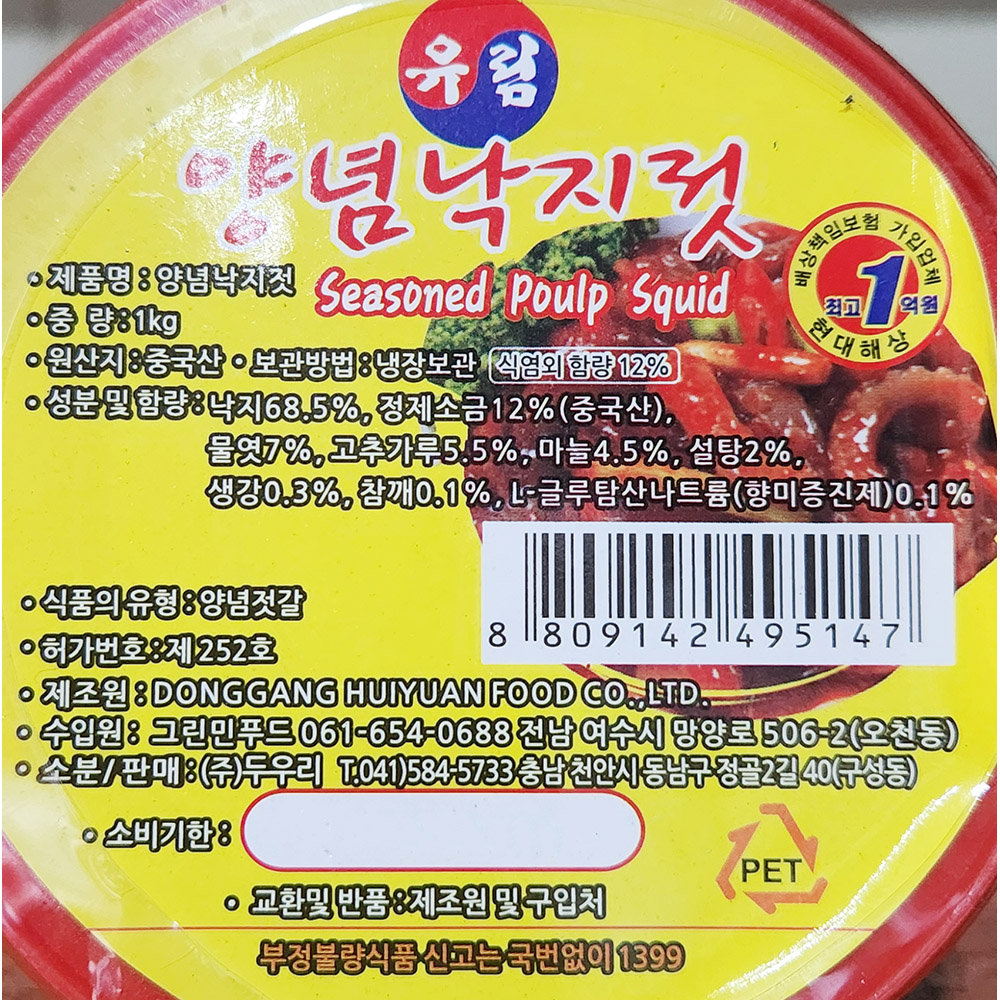 유림
양념낙지젓
Seasoned Poulp Squid
배상책임보험 가입업체
최고 1 억원
현대해상
• 제품명 : 양념낙지젓
• 중 량 : 1kg
• 원산지 : 중국산 • 보관방법 : 냉장보관 식염외 함량 12%
• 성분 및 함량 : 낙지68.5%, 정제소금12%(중국산),
물엿7%, 고추가루5.5%, 마늘4.5%, 설탕2%,
생강0.3%, 참깨0.1%, L-글루탐산나트륨(향미증진제)0.1%
8 809142 495147
• 식품의 유형 : 양념젓갈
• 허가번호 : 제 252호
• 제조원 : DONGGANG HUIYUAN FOOD CO.,LTD.
• 수입원 : 그린민푸드 061-654-0688 전남 여수시 망양로 506-2(오천동)
• 소분/판매 : (주)두우리 T.041)584-5733 충남 천안시 동남구 정골2길 40(구성동)
• 소비기한 :
PET
• 교환및 반품 : 제조원 및 구입처
부정불량식품 신고는 국번없이 1399